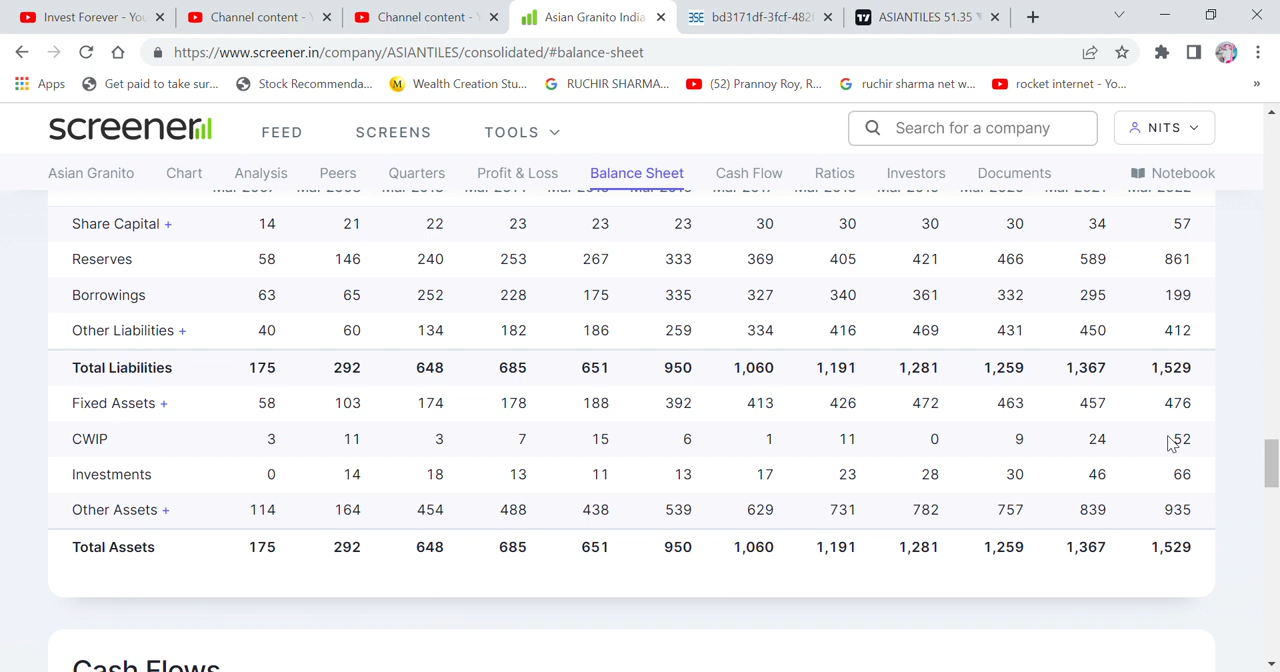 Invest Forever - You
Channel content -
Channel content -
Asian Granito India
bd3171df-3fcf-482
ASIANTILES 51.35
https://www.screener.in/company/ASIANTILES/consolidated/#balance-sheet
Apps
Get paid to take sur...
Stock Recommenda...
Wealth Creation Stu...
RUCHIR SHARMA...
(52) Prannoy Roy, R...
ruchir sharma net w...
rocket internet - Yo...
»
screener
FEED
SCREENS
TOOLS
Search for a company
NITS
Asian Granito
Chart
Analysis
Peers
Quarters
Profit & Loss
Balance Sheet
Cash Flow
Ratios
Investors
Documents
Notebook
Share Capital + 14 21 22 23 23 23 30 30 30 30 34 57
Reserves 58 146 240 253 267 333 369 405 421 466 589 861
Borrowings 63 65 252 228 175 335 327 340 361 332 295 199
Other Liabilities + 40 60 134 182 186 259 334 416 469 431 450 412
Total Liabilities 175 292 648 685 651 950 1,060 1,191 1,281 1,259 1,367 1,529
Fixed Assets + 58 103 174 178 188 392 413 426 472 463 457 476
CWIP 3 11 3 7 15 6 1 11 0 9 24 52
Investments 0 14 18 13 11 13 17 23 28 30 46 66
Other Assets + 114 164 454 488 438 539 629 731 782 757 839 935
Total Assets 175 292 648 685 651 950 1,060 1,191 1,281 1,259 1,367 1,529
Cash Flows